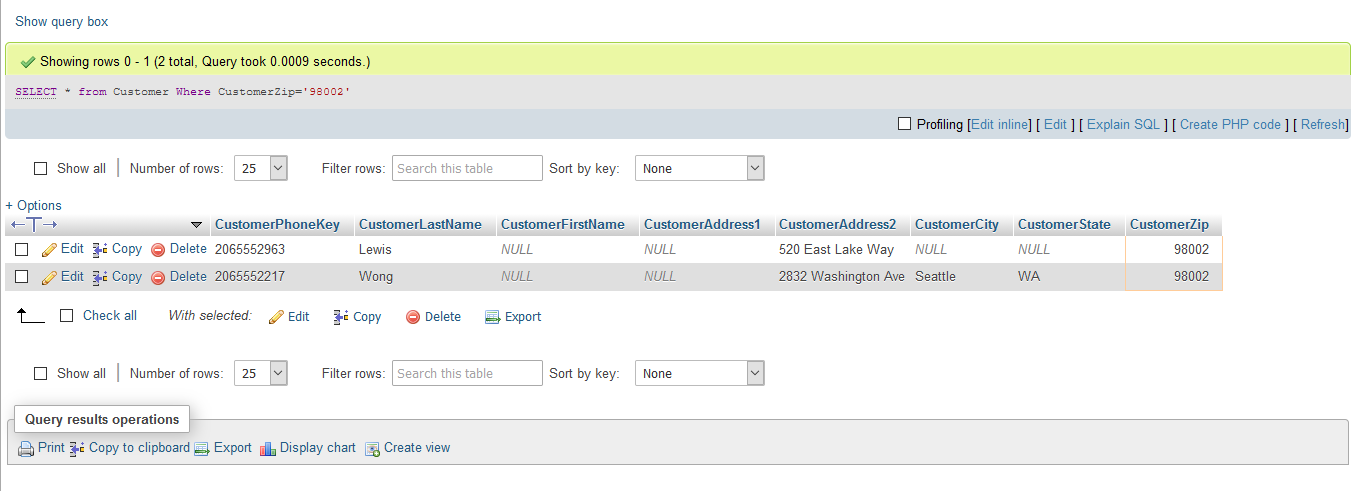 Show query box
Showing rows 0 - 1 (2 total, Query took 0.0009 seconds.)
SELECT * from Customer Where CustomerZip='98002'
Profiling [Edit inline] [ Edit ] [ Explain SQL ] [ Create PHP code ] [ Refresh]
Show all Number of rows: 25 Filter rows: Search this table Sort by key: None
+ Options
CustomerPhoneKey CustomerLastName CustomerFirstName CustomerAddress1 CustomerAddress2 CustomerCity CustomerState CustomerZip
Edit Copy Delete 2065552963 Lewis NULL NULL 520 East Lake Way NULL NULL 98002
Edit Copy Delete 2065552217 Wong NULL NULL 2832 Washington Ave Seattle WA 98002
Check all With selected: Edit Copy Delete Export
Show all Number of rows: 25 Filter rows: Search this table Sort by key: None
Query results operations
Print Copy to clipboard Export Display chart Create view